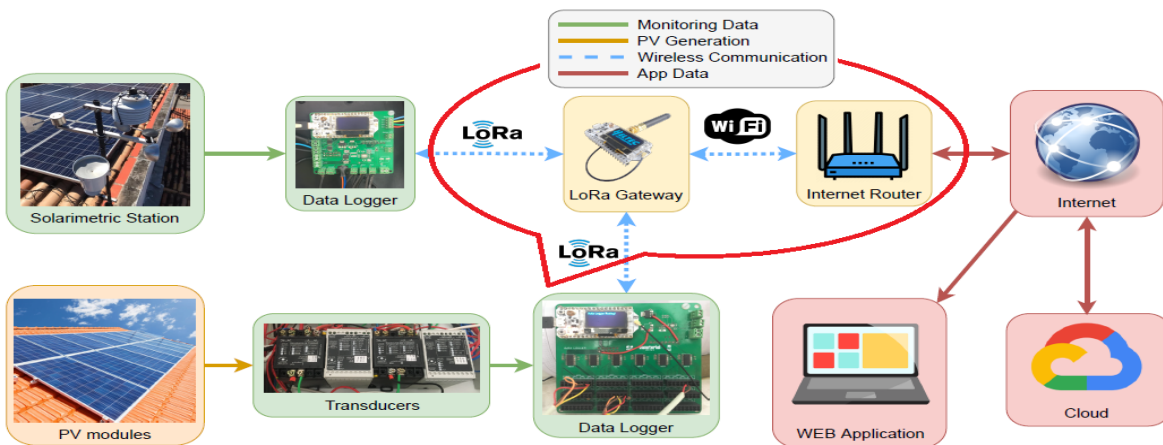 Monitoring Data
PV Generation
Wireless Communication
App Data
LoRa
Wi Fi
Solarimetric Station
Data Logger
LoRa Gateway
Internet Router
Internet
LoRa
PV modules
Transducers
Data Logger
WEB Application
Cloud